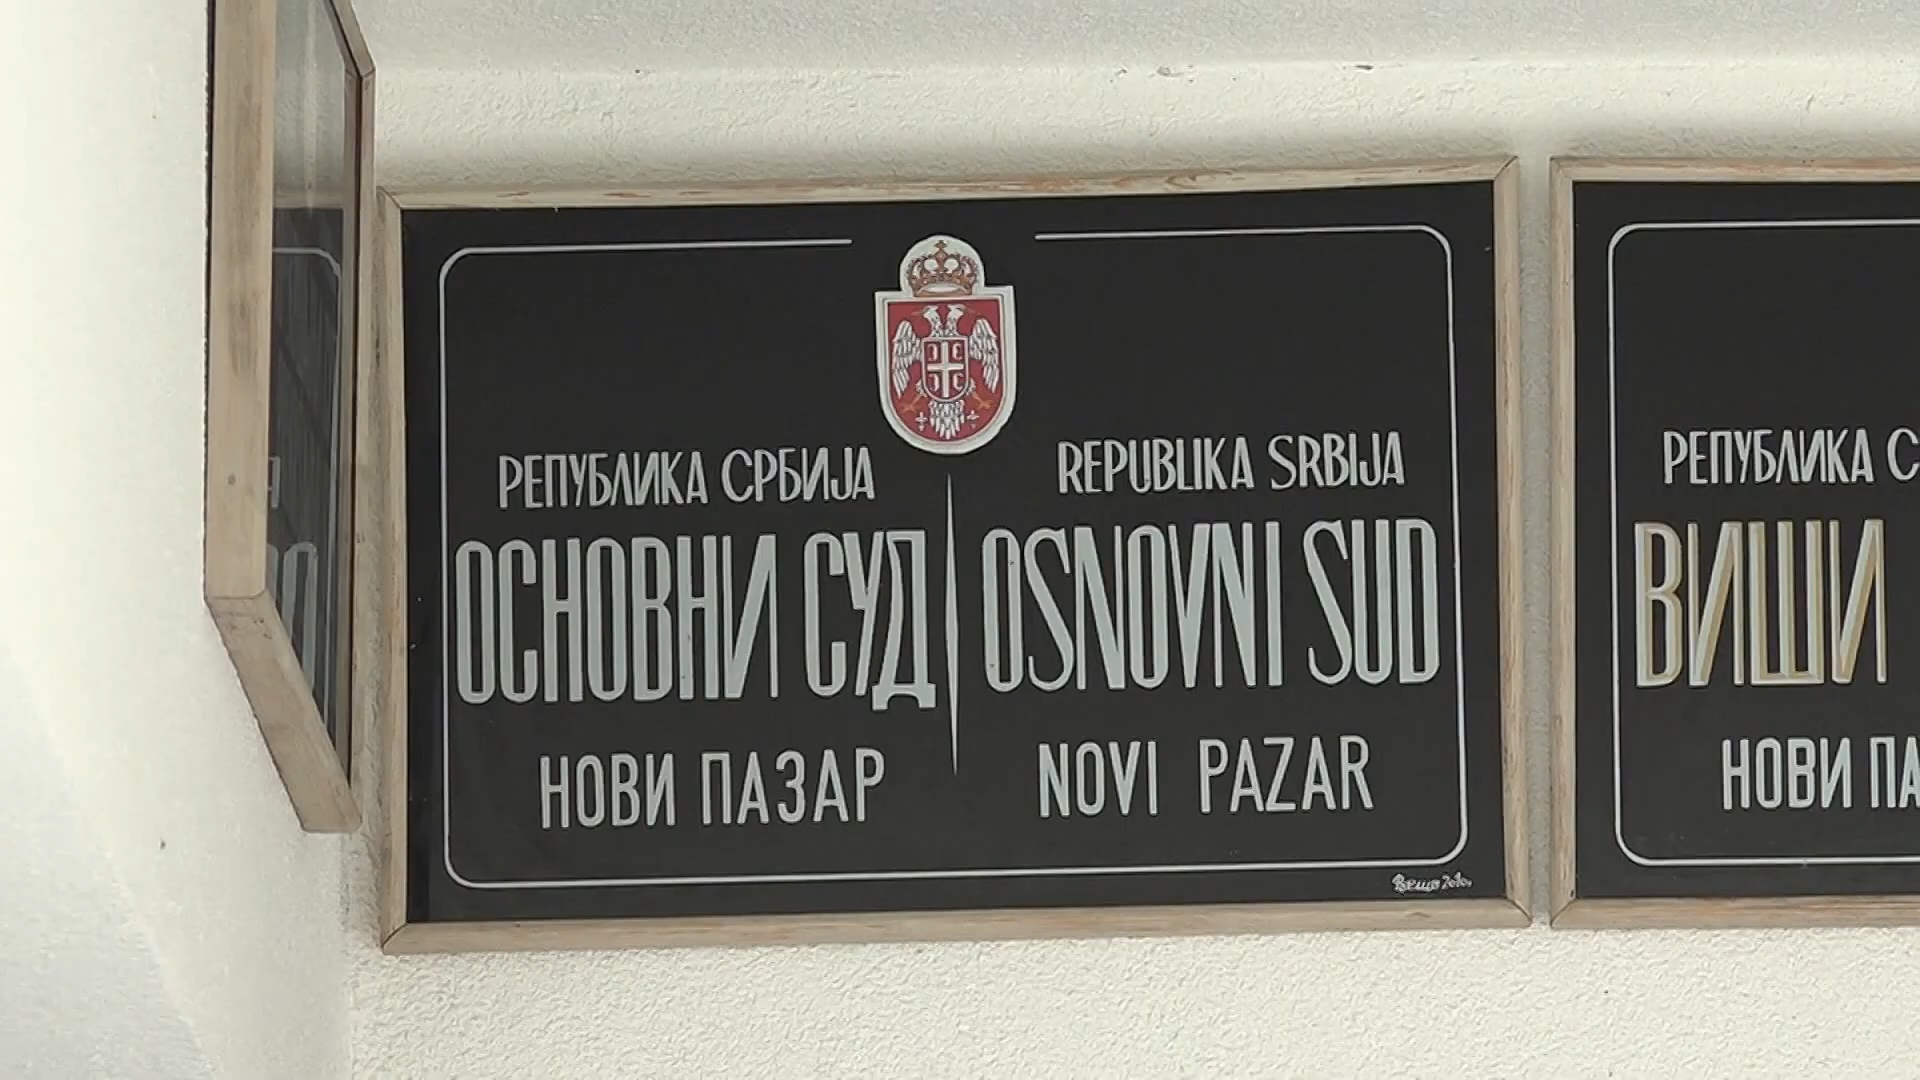 РЕПУБЛИКА СРБИЈА
ОСНОВНИ СУД
НОВИ ПАЗАР
REPUBLIKA SRBIJA
OSNOVNI SUD
NOVI PAZAR
РЕПУБЛИКА С
ВИШИ
НОВИ ПА